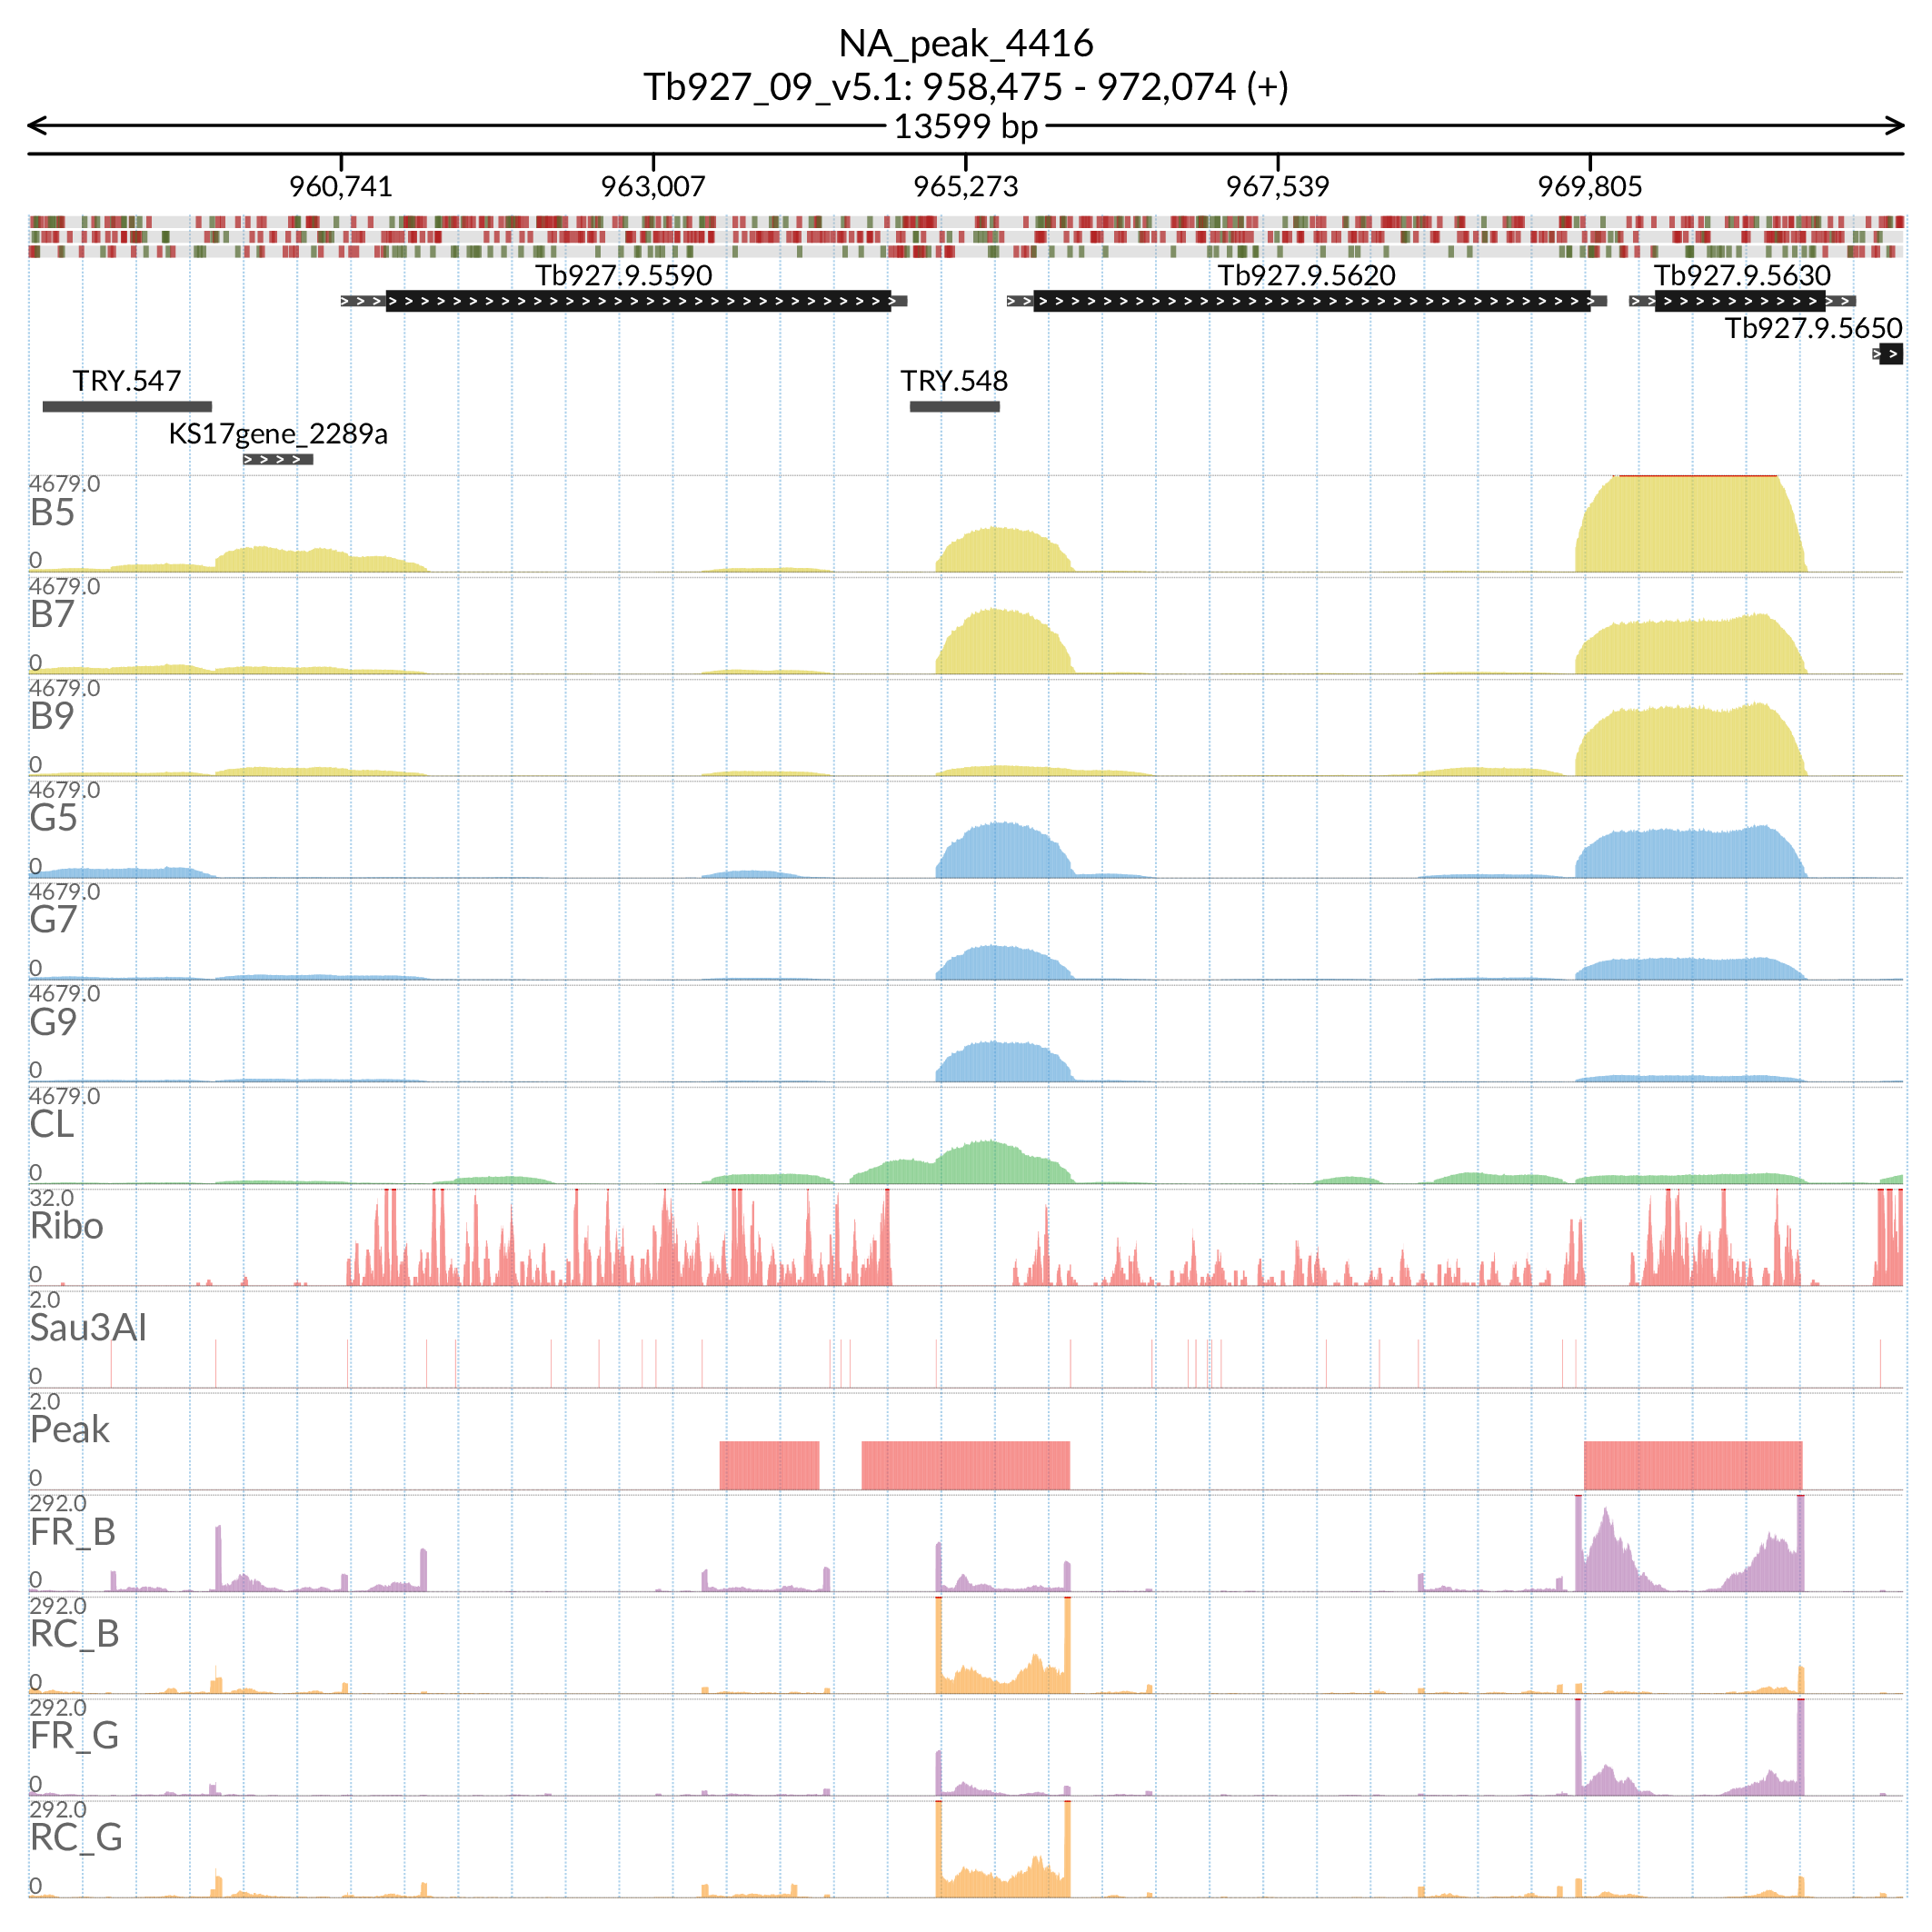 NA_peak_4416
Tb927_09_v5.1: 958,475 - 972,074 (+)
13599 bp
960,741 963,007 965,273 967,539 969,805
Tb927.9.5590 Tb927.9.5620 Tb927.9.5630
Tb927.9.5650
TRY.547 TRY.548
KS17gene_2289a
4679.0
B5
0
4679.0
B7
0
4679.0
B9
0
4679.0
G5
0
4679.0
G7
0
4679.0
G9
0
4679.0
CL
0
32.0
Ribo
0
2.0
Sau3AI
0
2.0
Peak
0
292.0
FR_B
0
292.0
RC_B
0
292.0
FR_G
0
292.0
RC_G
0